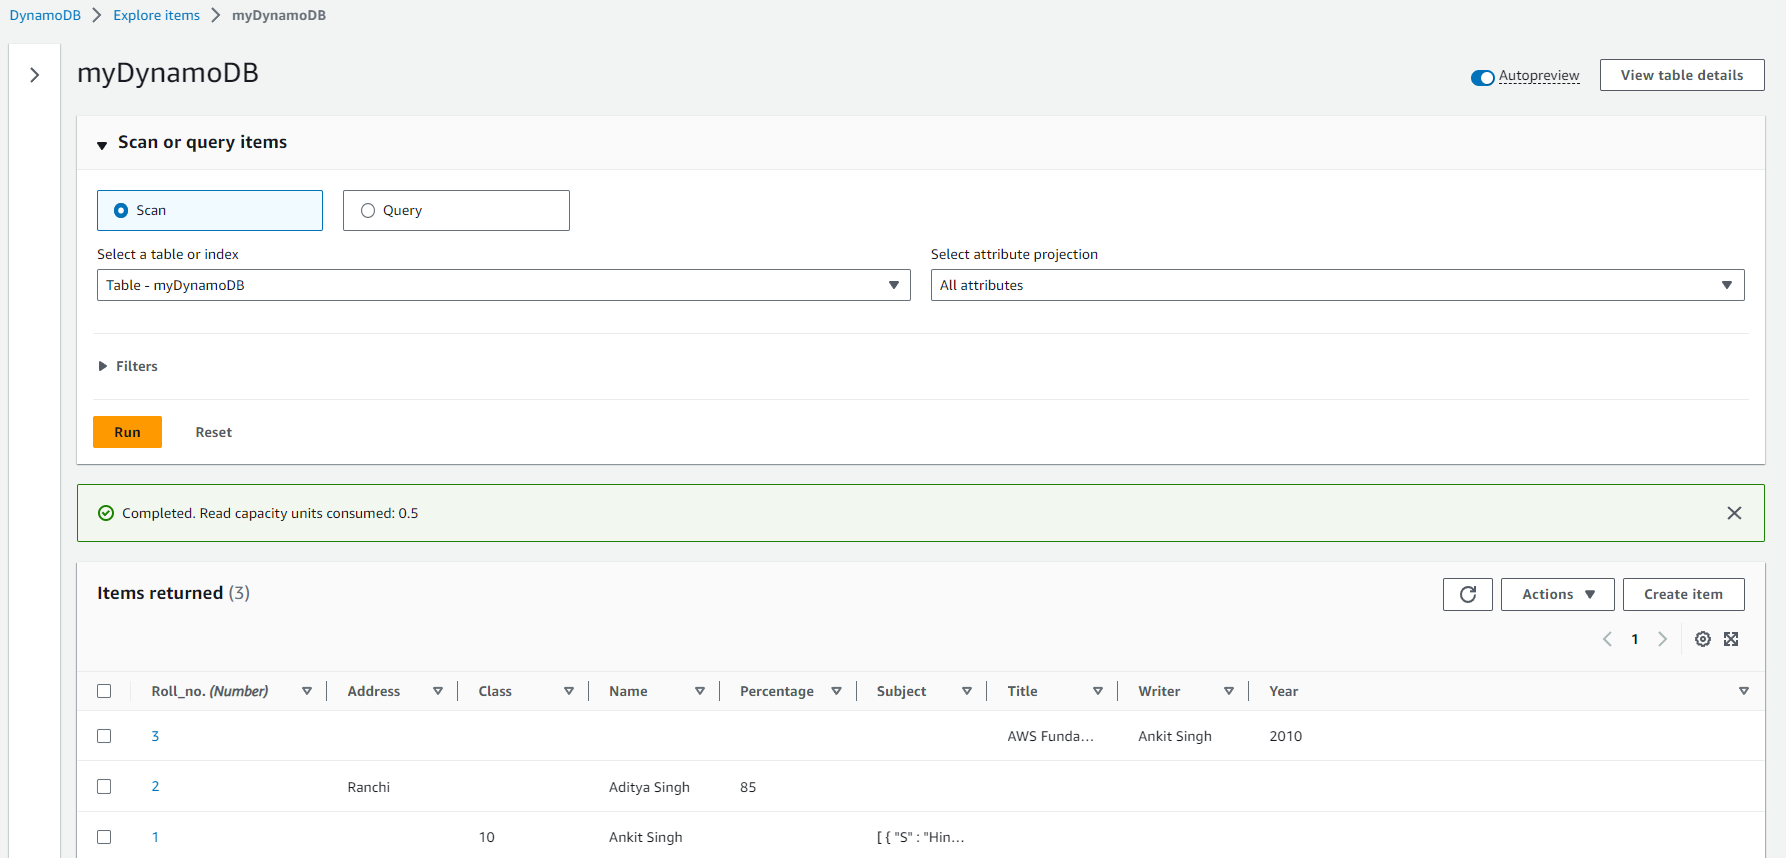 DynamoDB > Explore items > myDynamoDB
myDynamoDB
Autopreview
View table details
Scan or query items
Scan
Query
Select a table or index
Select attribute projection
Table - myDynamoDB
All attributes
Filters
Run
Reset
Completed. Read capacity units consumed: 0.5
Items returned (3)
Actions
Create item
1
Roll_no. (Number) Address Class Name Percentage Subject Title Writer Year
3 AWS Funda... Ankit Singh 2010
2 Ranchi Aditya Singh 85
1 10 Ankit Singh [ { "S" : "Hin...